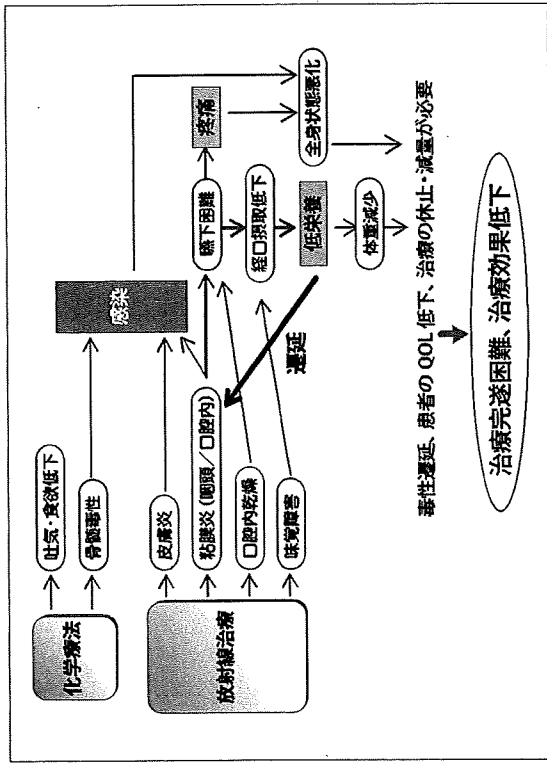 化学療法
吐気・食欲低下
骨髄毒性
放射線治療
皮膚炎
粘膜炎(咽頭/口腔内)
口腔内乾燥
味覚障害
感染
遷延
嚥下困難
疼痛
経口摂取低下
低栄養
体重減少
全身状態悪化
毒性遷延、患者の QOL 低下、治療の休止・減量が必要
治療完遂困難、治療効果低下